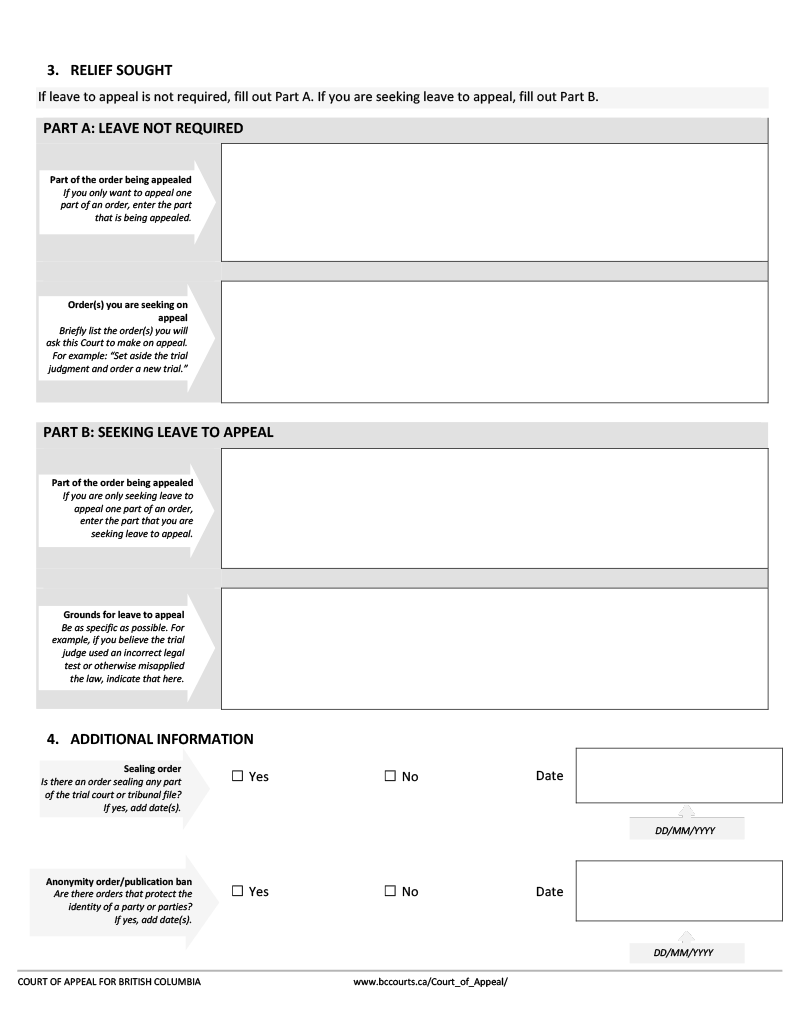 3. RELIEF SOUGHT
If leave to appeal is not required, fill out Part A. If you are seeking leave to appeal, fill out Part B.
PART A: LEAVE NOT REQUIRED
Part of the order being appealed
If you only want to appeal one
part of an order, enter the part
that is being appealed.
Order(s) you are seeking on
appeal
Briefly list the order(s) you will
ask this Court to make on appeal.
For example: “Set aside the trial
judgment and order a new trial.”
PART B: SEEKING LEAVE TO APPEAL
Part of the order being appealed
If you are only seeking leave to
appeal one part of an order,
enter the part that you are
seeking leave to appeal.
Grounds for leave to appeal
Be as specific as possible. For
example, if you believe the trial
judge used an incorrect legal
test or otherwise misapplied
the law, indicate that here.
4. ADDITIONAL INFORMATION
Sealing order
Is there an order sealing any part
of the trial court or tribunal file?
If yes, add date(s).
☐ Yes ☐ No Date
DD/MM/YYYY
Anonymity order/publication ban
Are there orders that protect the
identity of a party or parties?
If yes, add date(s).
☐ Yes ☐ No Date
DD/MM/YYYY
COURT OF APPEAL FOR BRITISH COLUMBIA www.bccourts.ca/Court_of_Appeal/